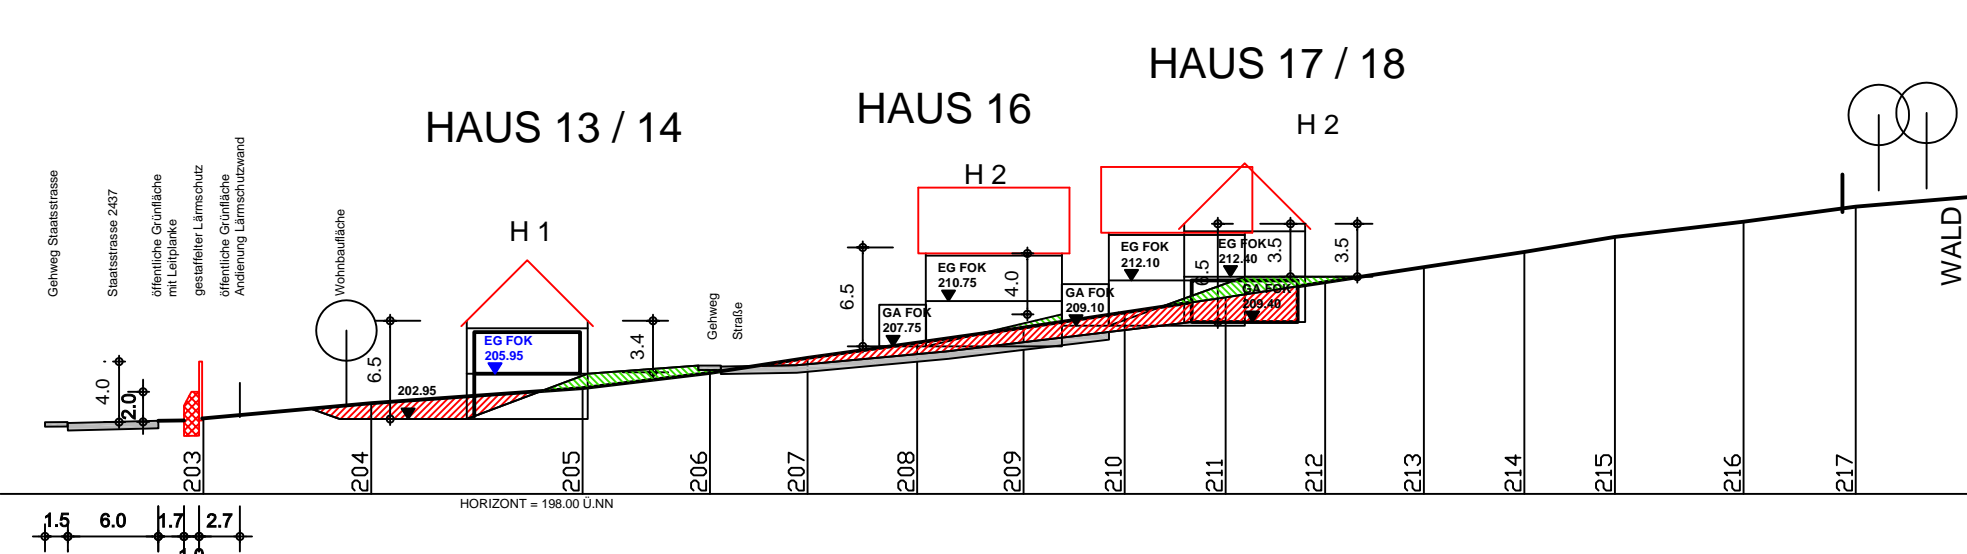 HAUS 17 / 18
HAUS 16
HAUS 13 / 14
H 2
H 2
H 1
Gehweg Staatsstrasse
Staatsstrasse 2437
öffentliche Grünfläche
mit Leitplanke
gestaffelter Lärmschutz
öffentliche Grünfläche
Andienung Lärmschutzwand
Wohnbaufläche
Gehweg
Straße
WALD
4.0
2.0
6.5
202.95
EG FOK
205.95
3.4
6.5
GA FOK
207.75
EG FOK
210.75
4.0
GA FOK
209.10
EG FOK
212.10
6.5
EG FOK
212.40
3.5
3.5
GA FOK
209.40
203
204
205
206
207
208
209
210
211
212
213
214
215
216
217
HORIZONT = 198.00 Ü.NN
1.5
6.0
1.7
2.7